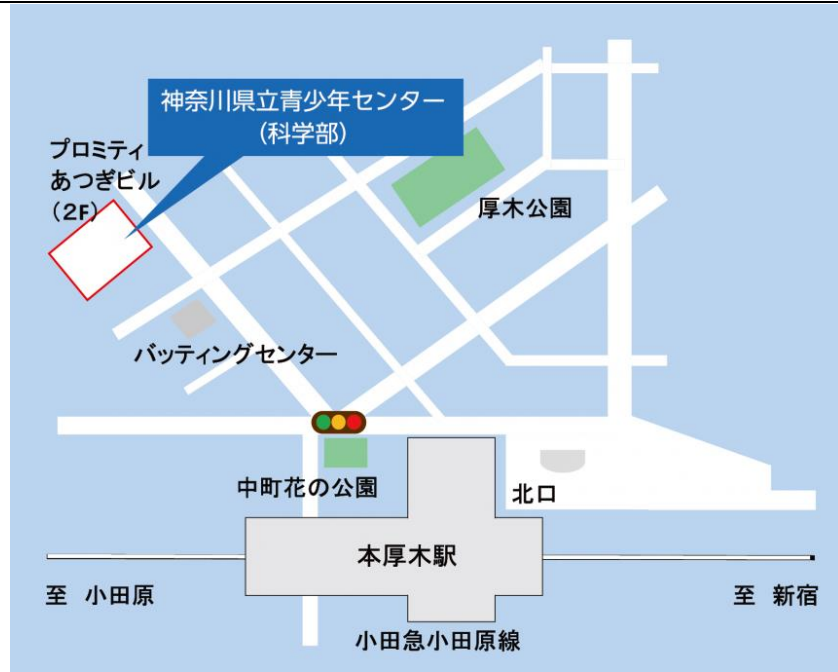 神奈川県立青少年センター
(科学部)
プロミティ
あつぎビル
(2F)
厚木公園
バッティングセンター
中町花の公園
北口
本厚木駅
至 小田原
至 新宿
小田急小田原線